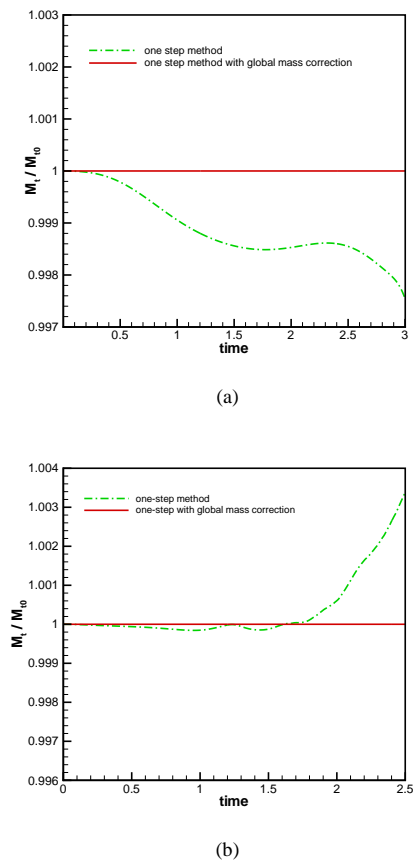 1.003
1.002
1.001
1
0.999
0.998
0.997
M_t / M_t0
one step method
one step method with global mass correction
0.5 1 1.5 2 2.5 3
time
(a)
1.004
1.003
1.002
1.001
1
0.999
0.998
0.997
0.996
M_t / M_t0
one-step method
one-step with global mass correction
0 0.5 1 1.5 2 2.5
time
(b)